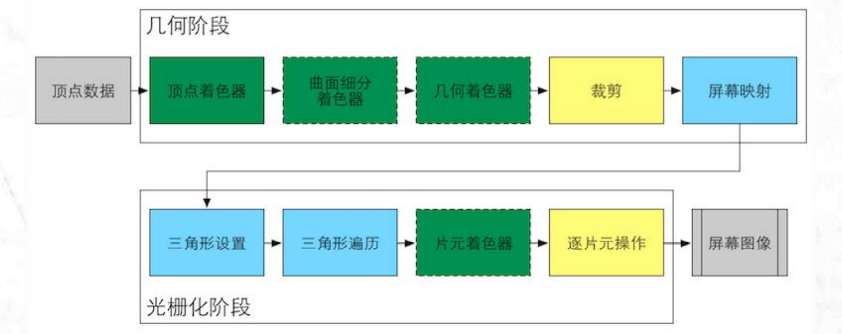 几何阶段
顶点数据
顶点着色器
曲面细分
着色器
几何着色器
裁剪
屏幕映射
三角形设置
三角形遍历
片元着色器
逐片元操作
屏幕图像
光栅化阶段